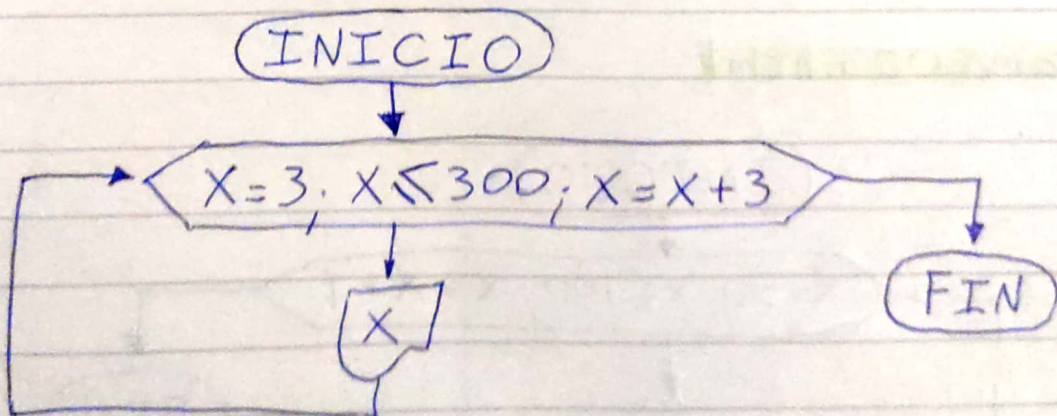 INICIO
X=3; X≤300; X=X+3
X
FIN